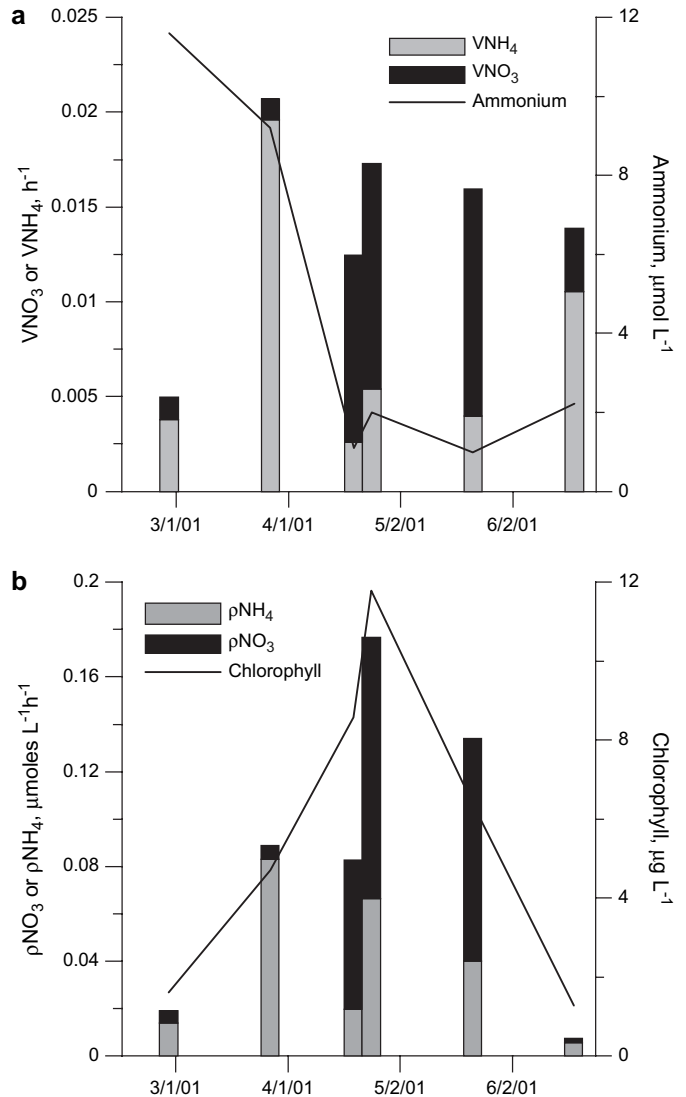 a
0.025
0.02
0.015
0.01
0.005
0
VNO₃ or VNH₄, h⁻¹
VNH₄
VNO₃
Ammonium
12
8
4
0
Ammonium, μmol L⁻¹
3/1/01 4/1/01 5/2/01 6/2/01
b
0.2
0.16
0.12
0.08
0.04
0
ρNO₃ or ρNH₄, μmoles L⁻¹h⁻¹
ρNH₄
ρNO₃
Chlorophyll
12
8
4
0
Chlorophyll, μg L⁻¹
3/1/01 4/1/01 5/2/01 6/2/01